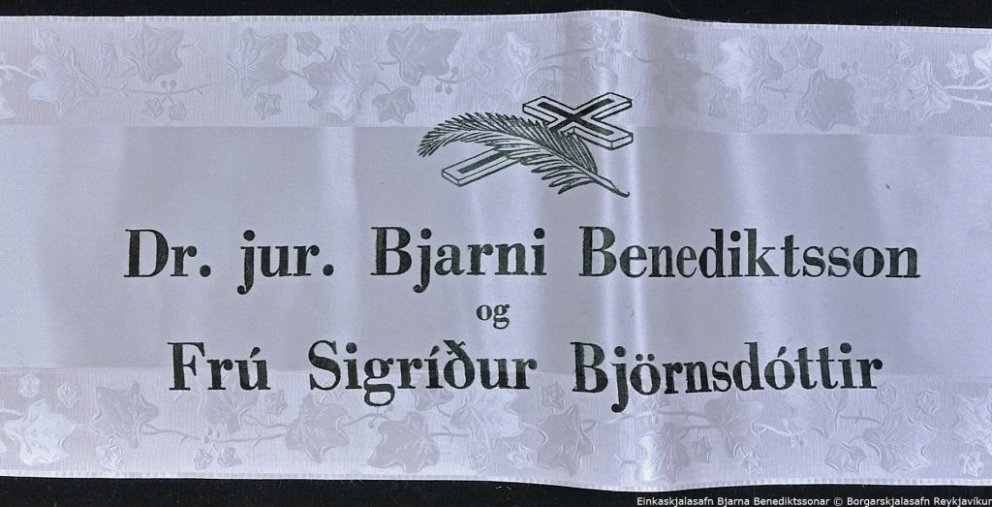 Dr. jur. Bjarni Benediktsson
og
Frú Sigríður Björnsdóttir
Einkaskjalasafn Bjarna Benediktssonar © Borgarskjalasafn Reykjavíkur